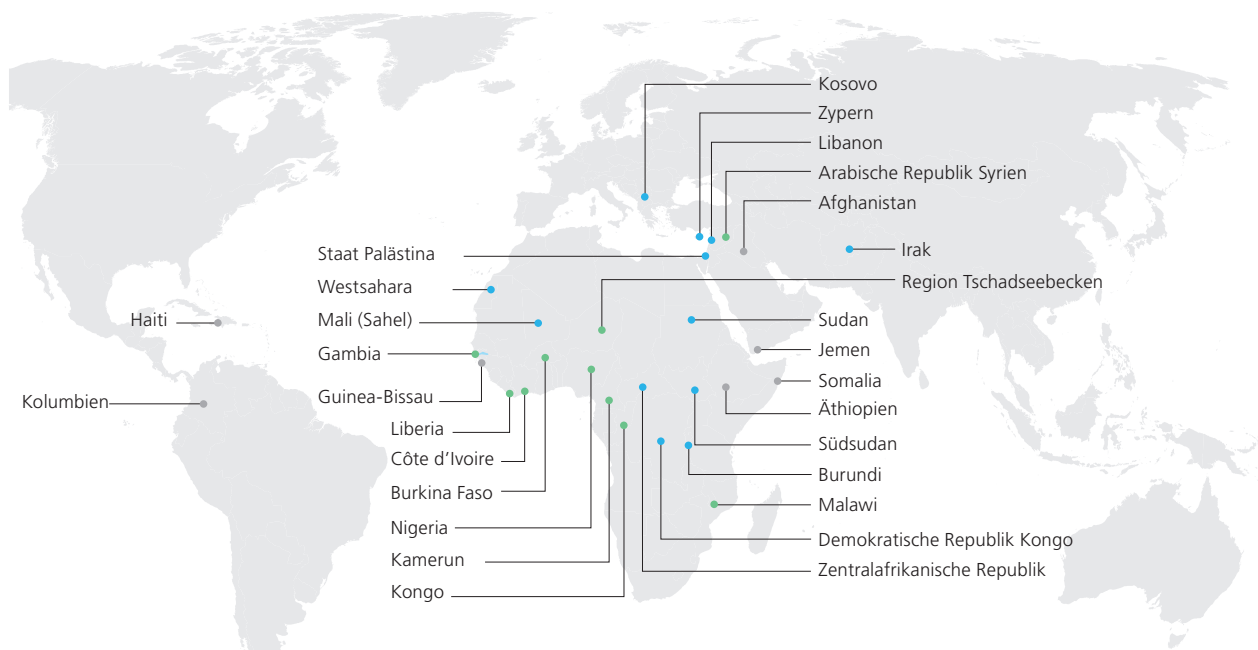 Kosovo
Zypern
Libanon
Arabische Republik Syrien
Afghanistan
Staat Palästina
Irak
Westsahara
Region Tschadseebecken
Haiti
Mali (Sahel)
Sudan
Gambia
Jemen
Somalia
Guinea-Bissau
Kolumbien
Äthiopien
Liberia
Südsudan
Côte d’Ivoire
Burundi
Burkina Faso
Malawi
Nigeria
Demokratische Republik Kongo
Kamerun
Zentralafrikanische Republik
Kongo